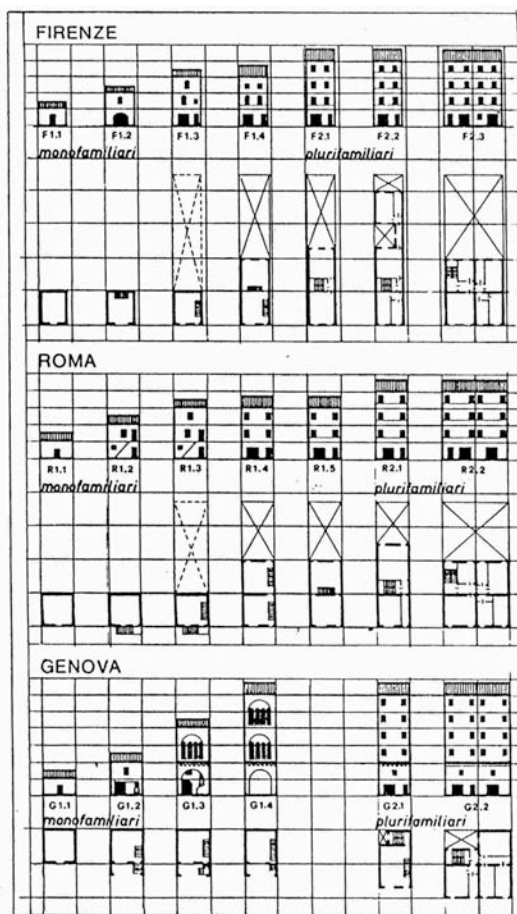 FIRENZE
F1.1 F1.2 F1.3 F1.4 F2.1 F2.2 F2.3
monofamiliari plurifamiliari
ROMA
R1.1 R1.2 R1.3 R1.4 R1.5 R2.1 R2.2
monofamiliari plurifamiliari
GENOVA
G1.1 G1.2 G1.3 G1.4 G2.1 G2.2
monofamiliari plurifamiliari